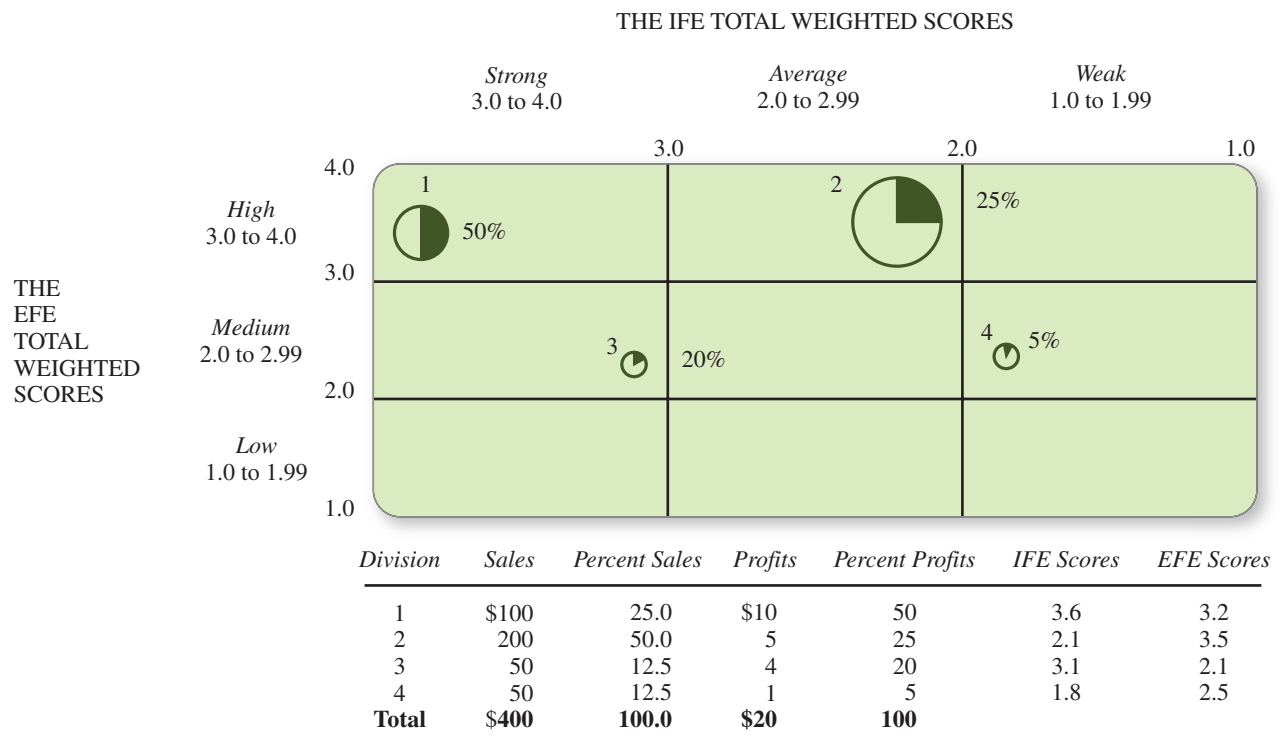 THE IFE TOTAL WEIGHTED SCORES
Strong
3.0 to 4.0
Average
2.0 to 2.99
Weak
1.0 to 1.99
3.0
2.0
1.0
4.0
High
3.0 to 4.0
1
50%
2
25%
3.0
THE
EFE
TOTAL
WEIGHTED
SCORES
Medium
2.0 to 2.99
3
20%
4
5%
2.0
Low
1.0 to 1.99
1.0
Division Sales Percent Sales Profits Percent Profits IFE Scores EFE Scores
1 $100 25.0 $10 50 3.6 3.2
2 200 50.0 5 25 2.1 3.5
3 50 12.5 4 20 3.1 2.1
4 50 12.5 1 5 1.8 2.5
Total $400 100.0 $20 100